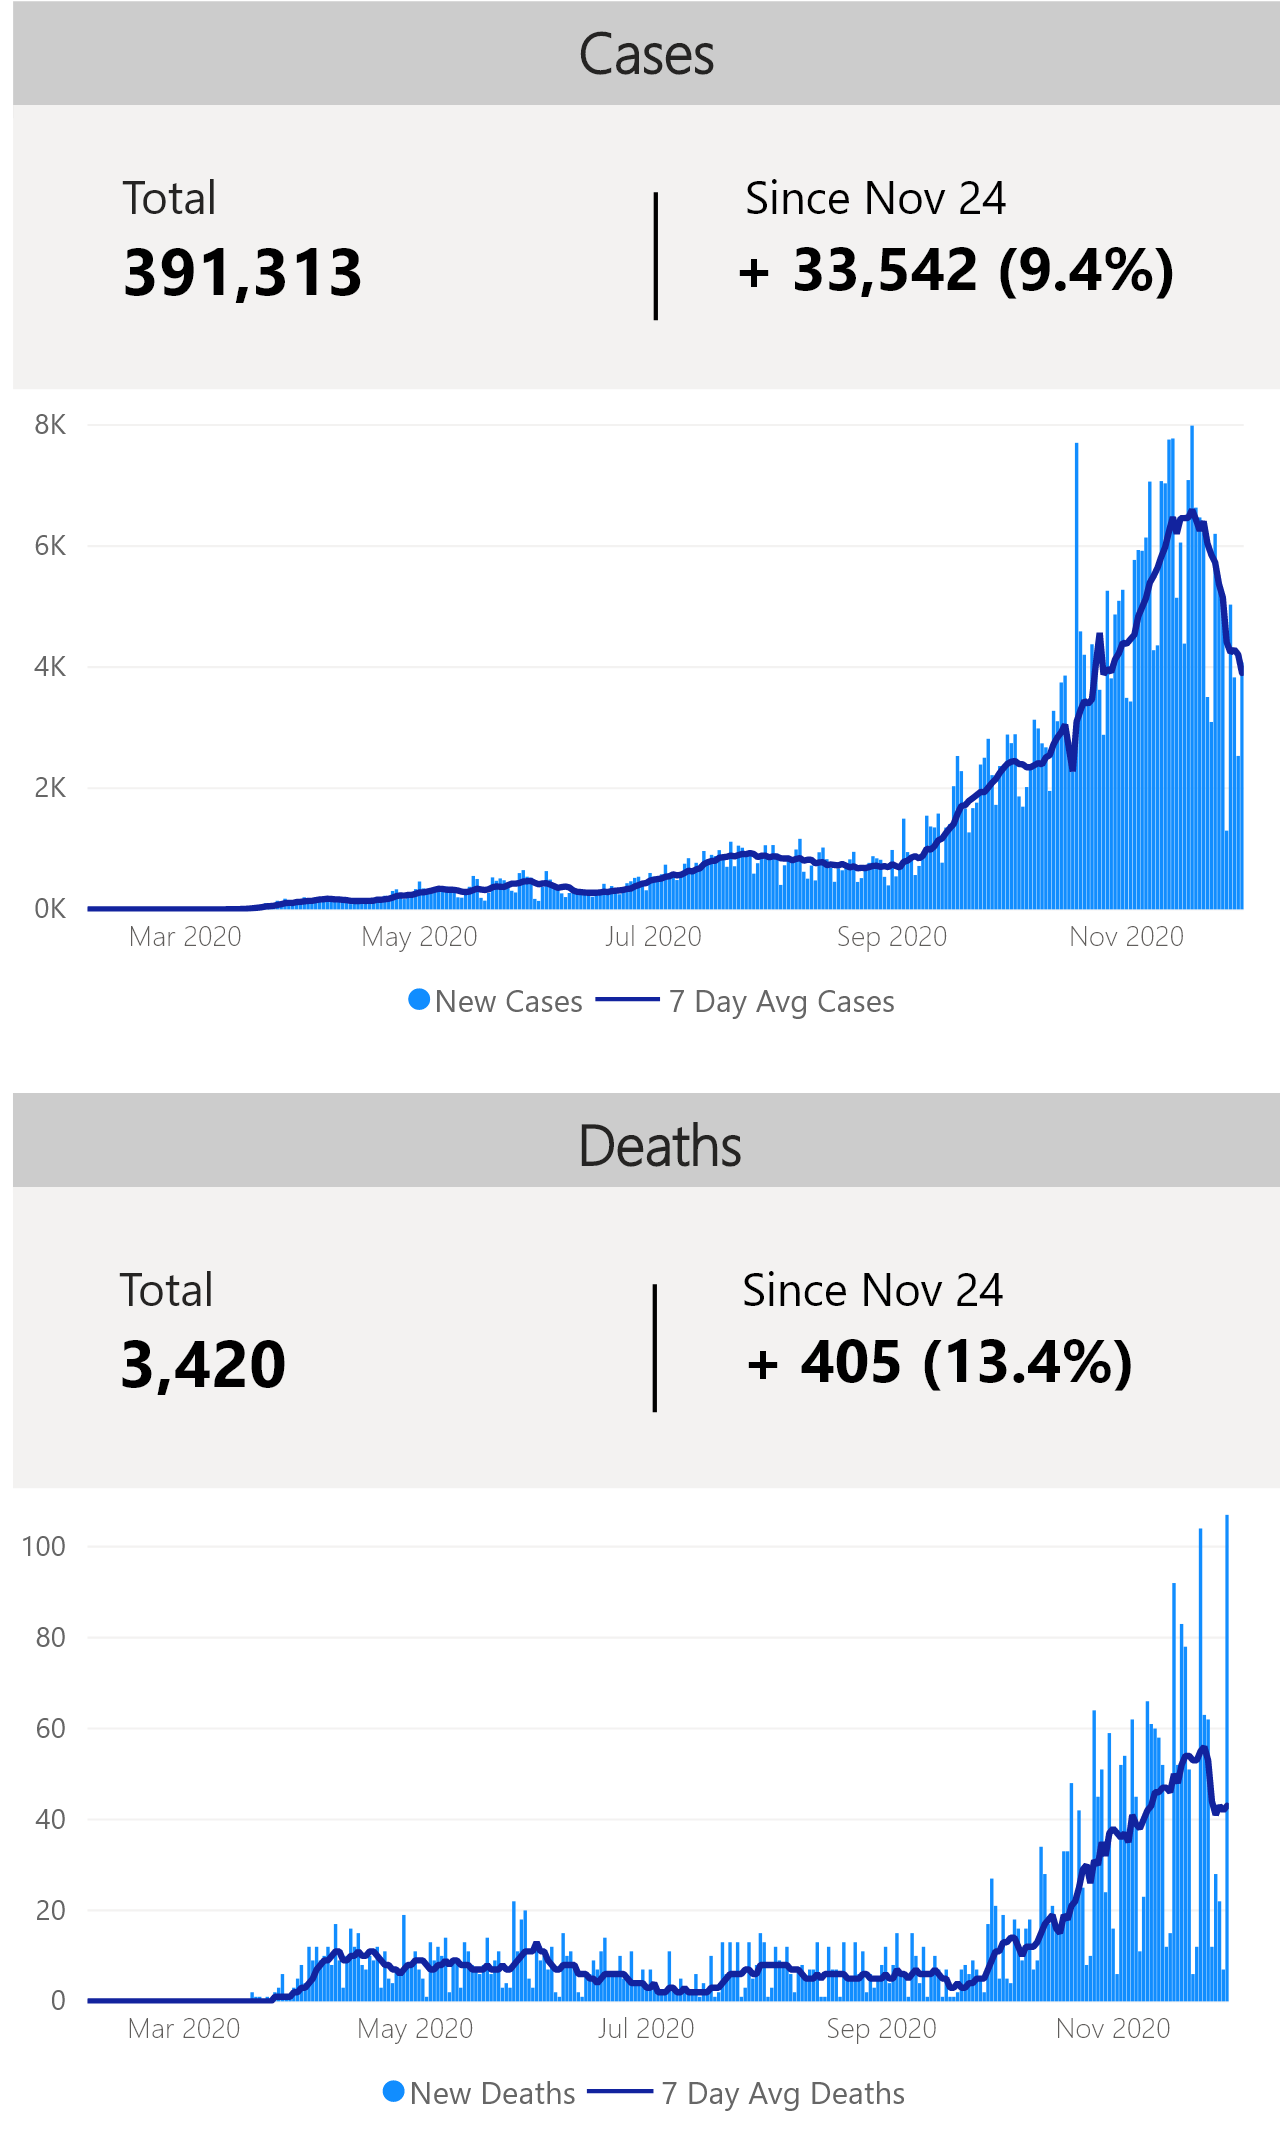 Cases
Total
Since Nov 24
391,313
+ 33,542 (9.4%)
8K
6K
4K
2K
0K
Mar 2020 May 2020 Jul 2020 Sep 2020 Nov 2020
New Cases 7 Day Avg Cases
Deaths
Total
Since Nov 24
3,420
+ 405 (13.4%)
100
80
60
40
20
0
Mar 2020 May 2020 Jul 2020 Sep 2020 Nov 2020
New Deaths 7 Day Avg Deaths